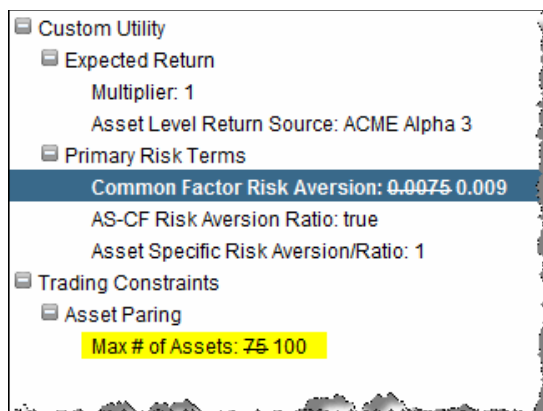 Custom Utility
Expected Return
Multiplier: 1
Asset Level Return Source: ACME Alpha 3
Primary Risk Terms
Common Factor Risk Aversion: 0.0075 0.009
AS-CF Risk Aversion Ratio: true
Asset Specific Risk Aversion/Ratio: 1
Trading Constraints
Asset Paring
Max # of Assets: 75 100